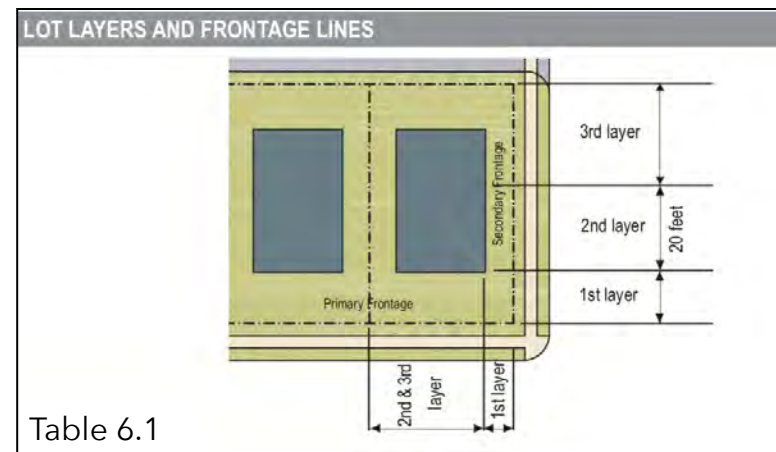 LOT LAYERS AND FRONTAGE LINES
3rd layer
Secondary Frontage
2nd layer
20 feet
1st layer
Primary Frontage
2nd & 3rd
layer
1st layer
Table 6.1